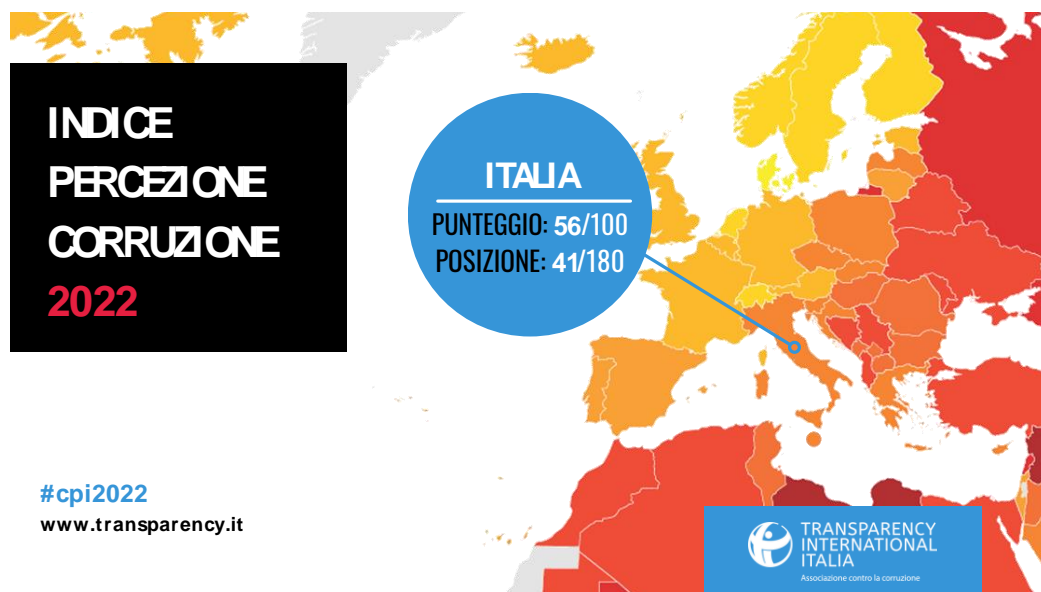 INDICE
PERCEZIONE
CORRUZIONE
2022
ITALIA
PUNTEGGIO: 56/100
POSIZIONE: 41/180
#cpi2022
www.transparency.it
TRANSPARENCY
INTERNATIONAL
ITALIA
Associazione contro la corruzione